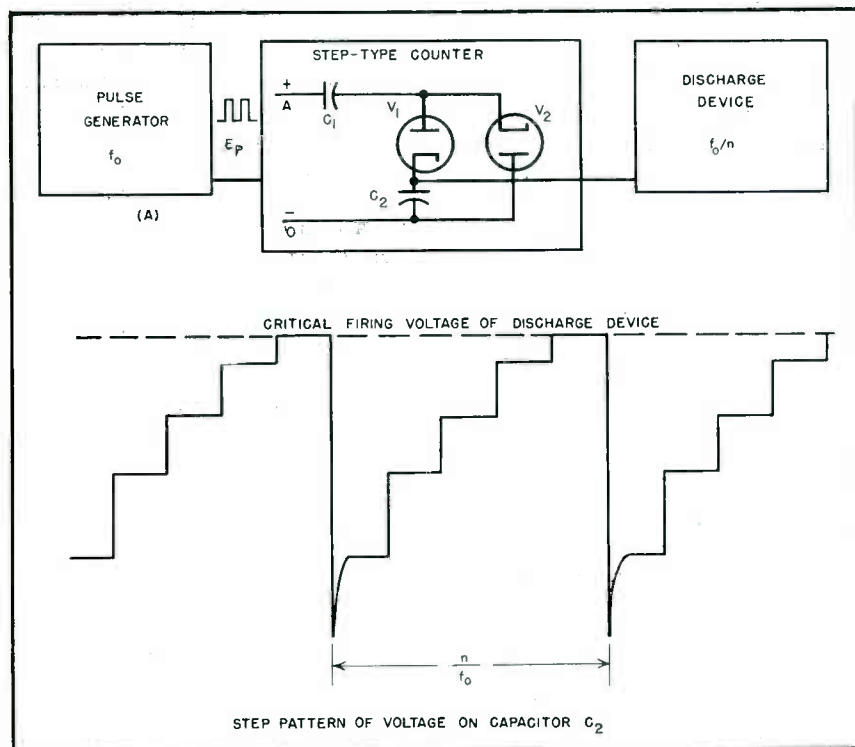 PULSE
GENERATOR
f₀
(A)
E_P
STEP-TYPE COUNTER
+
A
C₁
V₁
V₂
C₂
−
O
DISCHARGE
DEVICE
f₀/n
CRITICAL FIRING VOLTAGE OF DISCHARGE DEVICE
n
f₀
STEP PATTERN OF VOLTAGE ON CAPACITOR C₂